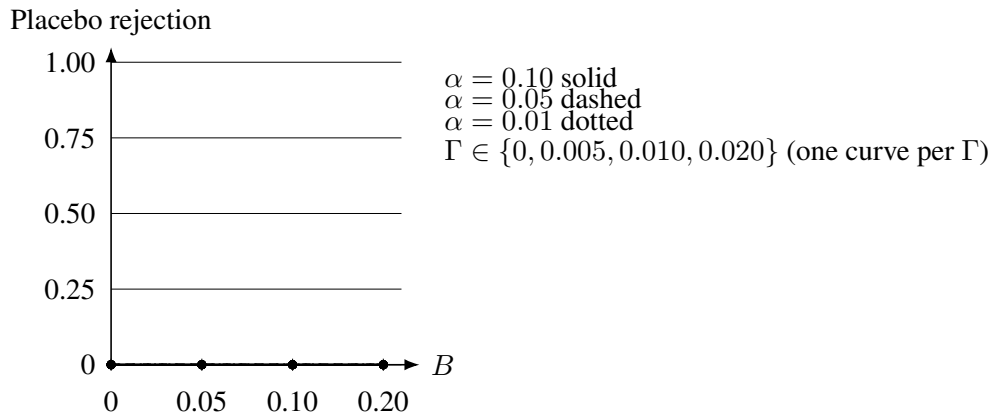 Placebo rejection
1.00
0.75
0.50
0.25
0
0 0.05 0.10 0.20
B
α = 0.10 solid
α = 0.05 dashed
α = 0.01 dotted
Γ ∈ {0, 0.005, 0.010, 0.020} (one curve per Γ)